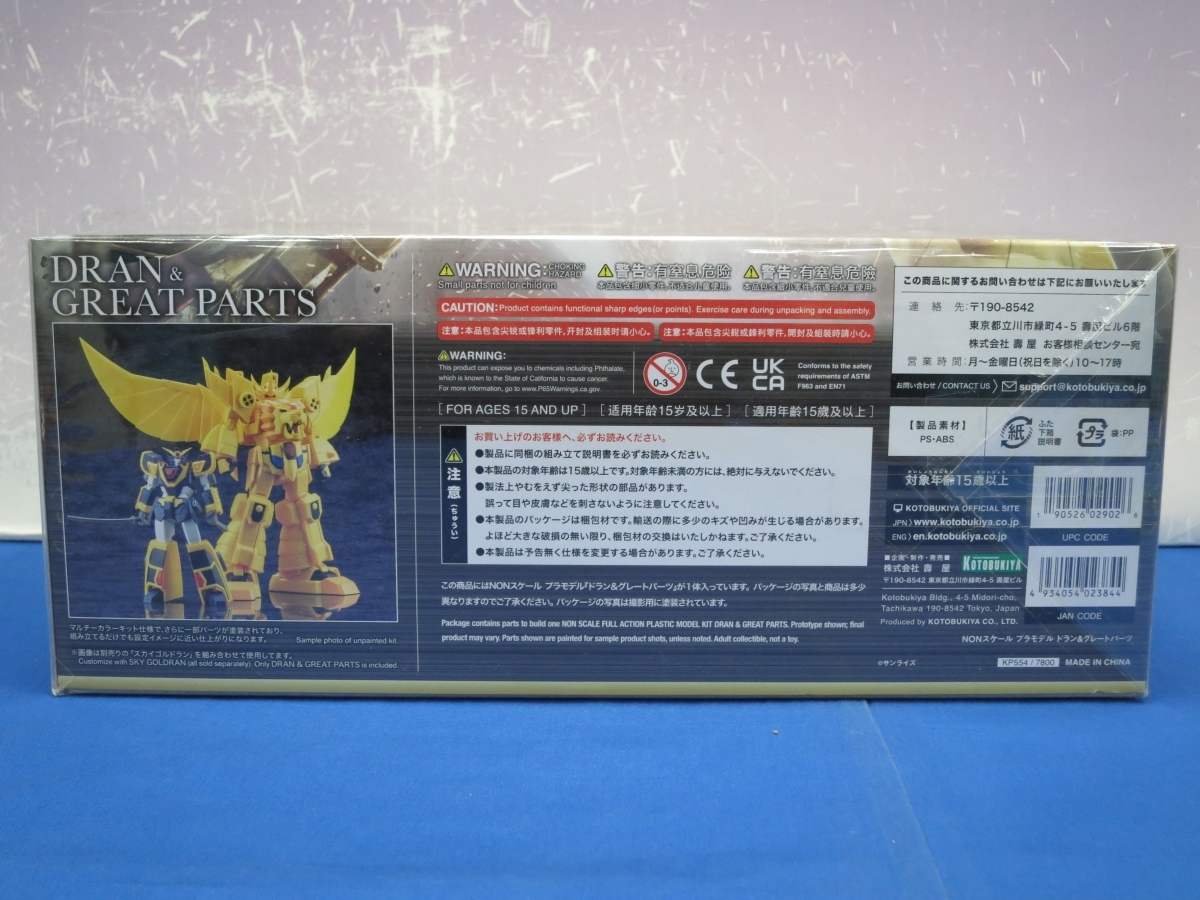 DRAN &
GREAT PARTS
マルチーカラーキット仕様で、さらに一部パーツが塗装されており、
組み立てるだけでも設定イメージに近い仕上がりになります。
Sample photo of unpainted kit.
※画像は別売りの「スカイゴルドラン」を組み合わせて使用してます。
Customize with SKY GOLDRAN (all sold separately). Only DRAN & GREAT PARTS is included.
WARNING: CHOKING HAZARD
Small parts not for children.
警告:有窒息危险
本品包含细小零件,不适合儿童使用。
警告:有窒息危險
本品包含細小零件,不適合兒童使用。
CAUTION: Product contains functional sharp edges(or points). Exercise care during unpacking and assembly.
注意:本品包含尖锐或锋利零件,开封及组装时请小心。
注意:本品包含尖銳或鋒利零件,開封及組裝時請小心。
WARNING:
This product can expose you to chemicals including Phthalate,
which is known to the State of California to cause cancer.
For more information, go to www.P65Warnings.ca.gov.
0-3
CE
UK
CA
Conforms to the safety
requirements of ASTM
F963 and EN71
[FOR AGES 15 AND UP] [适用年龄15岁及以上] [適用年齡15歲及以上]
注意(ちゅうい)
お買い上げのお客様へ、必ずお読みください。
●製品に同梱の組み立て説明書を必ずお読みください。
●本製品の対象年齢は15歳以上です。対象年齢未満の方には、絶対に与えないでください。
●製法上やむをえず尖った形状の部品があります。
誤って目や皮膚などを刺さないように注意してください。
●本製品のパッケージは梱包材です。輸送の際に多少のキズや凹みが生じる場合があります。
よほど大きな破損の無い限り、梱包材の交換はいたしかねます。ご了承ください。
●本製品は予告無く仕様を変更する場合があります。ご了承ください。
この商品にはNONスケール プラモデル『ドラン&グレートパーツ』が1体入っています。パッケージの写真と商品は多少
異なりますのでご了承ください。パッケージの写真は撮影用に塗装されています。
Package contains parts to build one NON SCALE FULL ACTION PLASTIC MODEL KIT DRAN & GREAT PARTS. Prototype shown; final
product may vary. Parts shown are painted for sample product shots, unless noted. Adult collectible, not a toy.
©サンライズ
この商品に関するお問い合わせは下記にお願いいたします
連絡先:〒190-8542
東京都立川市緑町4-5 壽屋ビル6階
株式会社 壽屋 お客様相談センター宛
営業時間:月〜金曜日(祝日を除く)10〜17時
お問い合わせ / CONTACT US support@kotobukiya.co.jp
【製品素材】
PS・ABS
紙
ふた
下箱
説明書
プラ
袋:PP
対象年齢15歳以上
KOTOBUKIYA OFFICIAL SITE
JPN) www.kotobukiya.co.jp
ENG) en.kotobukiya.co.jp
1 90526 02902 6
UPC CODE
■企画・制作・発売■
株式会社 壽屋
KOTOBUKIYA
〒190-8542 東京都立川市緑町4-5 壽屋ビル
Kotobukiya Bldg., 4-5 Midori-cho,
Tachikawa 190-8542 Tokyo, Japan
Produced by KOTOBUKIYA CO., LTD.
4 934054 023844
JAN CODE
NONスケール プラモデル ドラン&グレートパーツ
KP554 / 7800 MADE IN CHINA